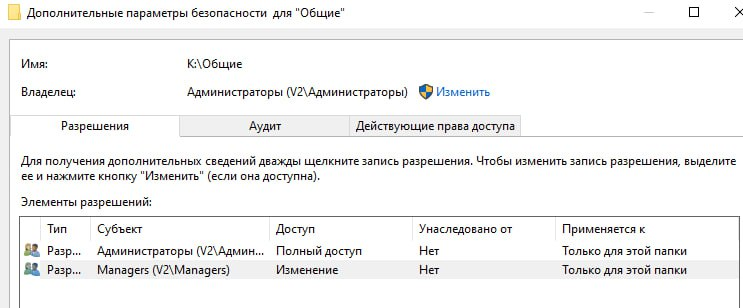 Дополнительные параметры безопасности для "Общие"
Имя: K:\Общие
Владелец: Администраторы (V2\Администраторы) Изменить
Разрешения Аудит Действующие права доступа
Для получения дополнительных сведений дважды щелкните запись разрешения. Чтобы изменить запись разрешения, выделите
ее и нажмите кнопку "Изменить" (если она доступна).
Элементы разрешений:
Тип Субъект Доступ Унаследовано от Применяется к
Разр... Администраторы (V2\Админ... Полный доступ Нет Только для этой папки
Разр... Managers (V2\Managers) Изменение Нет Только для этой папки